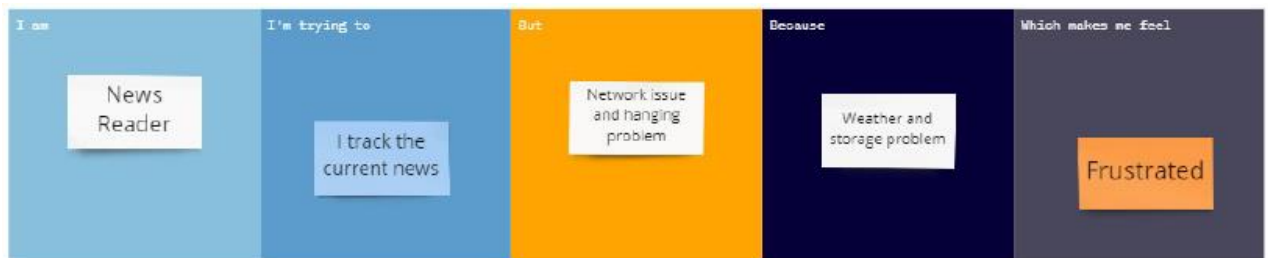 I am
I'm trying to
But
Because
Which makes me feel
News
Reader
I track the
current news
Network issue
and hanging
problem
Weather and
storage problem
Frustrated